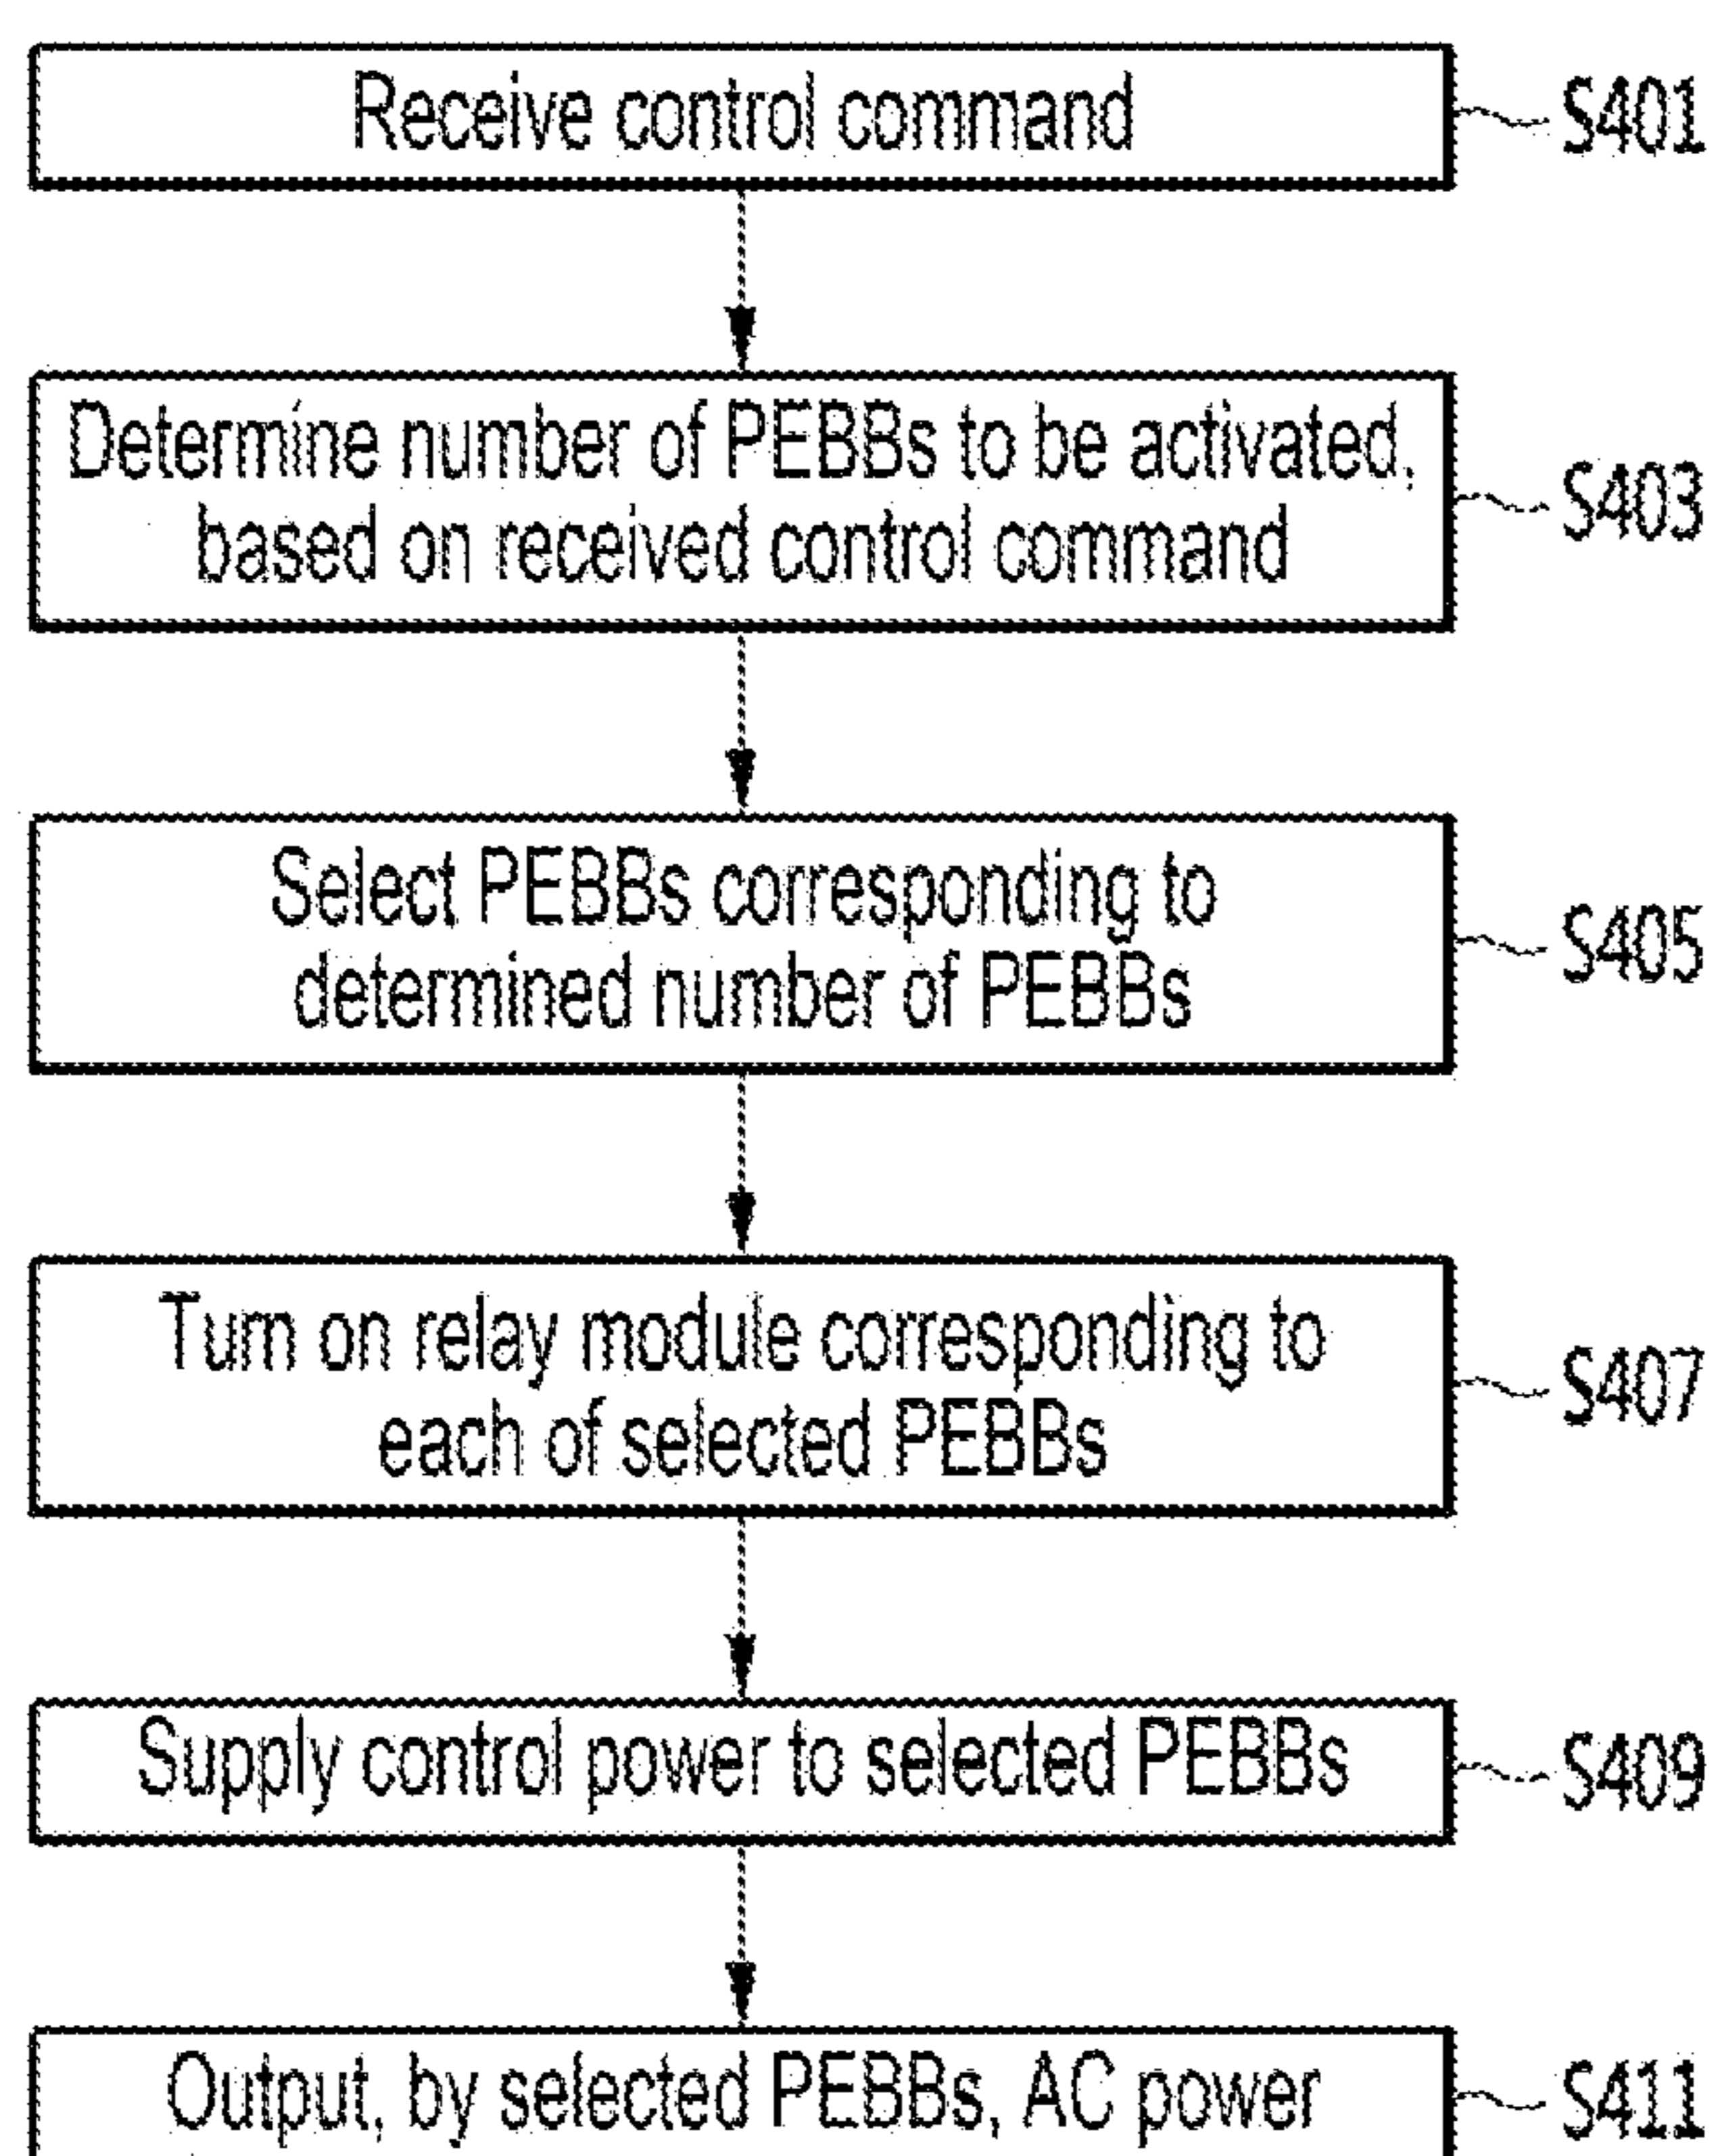 Receive control command
S401
Determine number of PEBBs to be activated,
based on received control command
S403
Select PEBBs corresponding to
determined number of PEBBs
S405
Turn on relay module corresponding to
each of selected PEBBs
S407
Supply control power to selected PEBBs
S409
Output, by selected PEBBs, AC power
S411